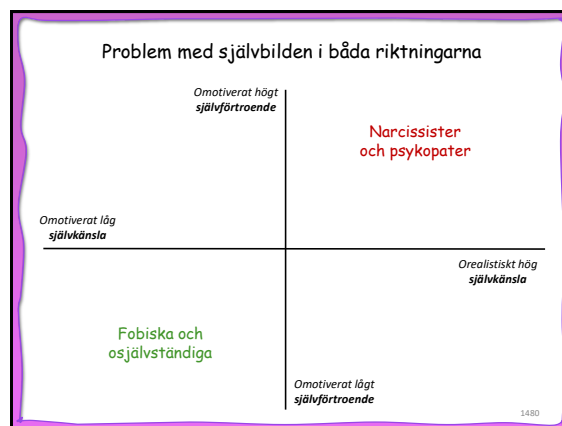 Problem med självbilden i båda riktningarna
Omotiverat högt
självförtroende
Narcissister
och psykopater
Omotiverat låg
självkänsla
Orealistiskt hög
självkänsla
Fobiska och
osjälvständiga
Omotiverat lågt
självförtroende
1480